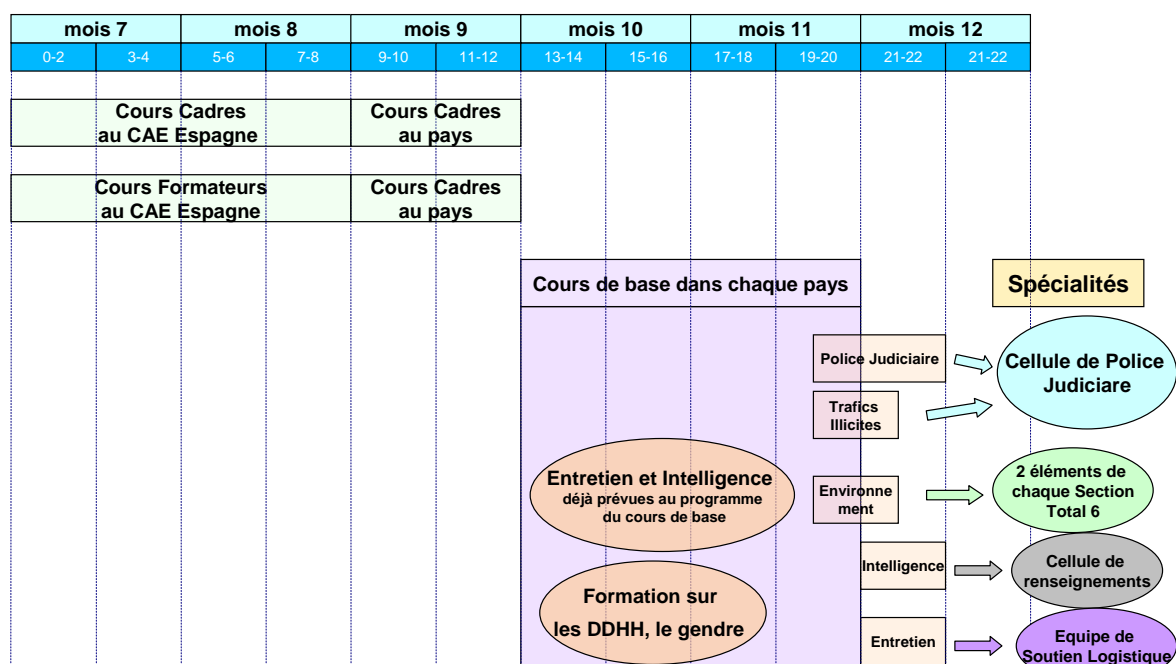 mois 7 mois 8 mois 9 mois 10 mois 11 mois 12
0-2 3-4 5-6 7-8 9-10 11-12 13-14 15-16 17-18 19-20 21-22 21-22
Cours Cadres
au CAE Espagne
Cours Cadres
au pays
Cours Formateurs
au CAE Espagne
Cours Cadres
au pays
Cours de base dans chaque pays
Spécialités
Police Judiciaire
Cellule de Police
Judiciare
Trafics
Illicites
Entretien et Intelligence
déjà prévues au programme
du cours de base
Environne
ment
2 éléments de
chaque Section
Total 6
Intelligence
Cellule de
renseignements
Formation sur
les DDHH, le gendre
Entretien
Equipe de
Soutien Logistique